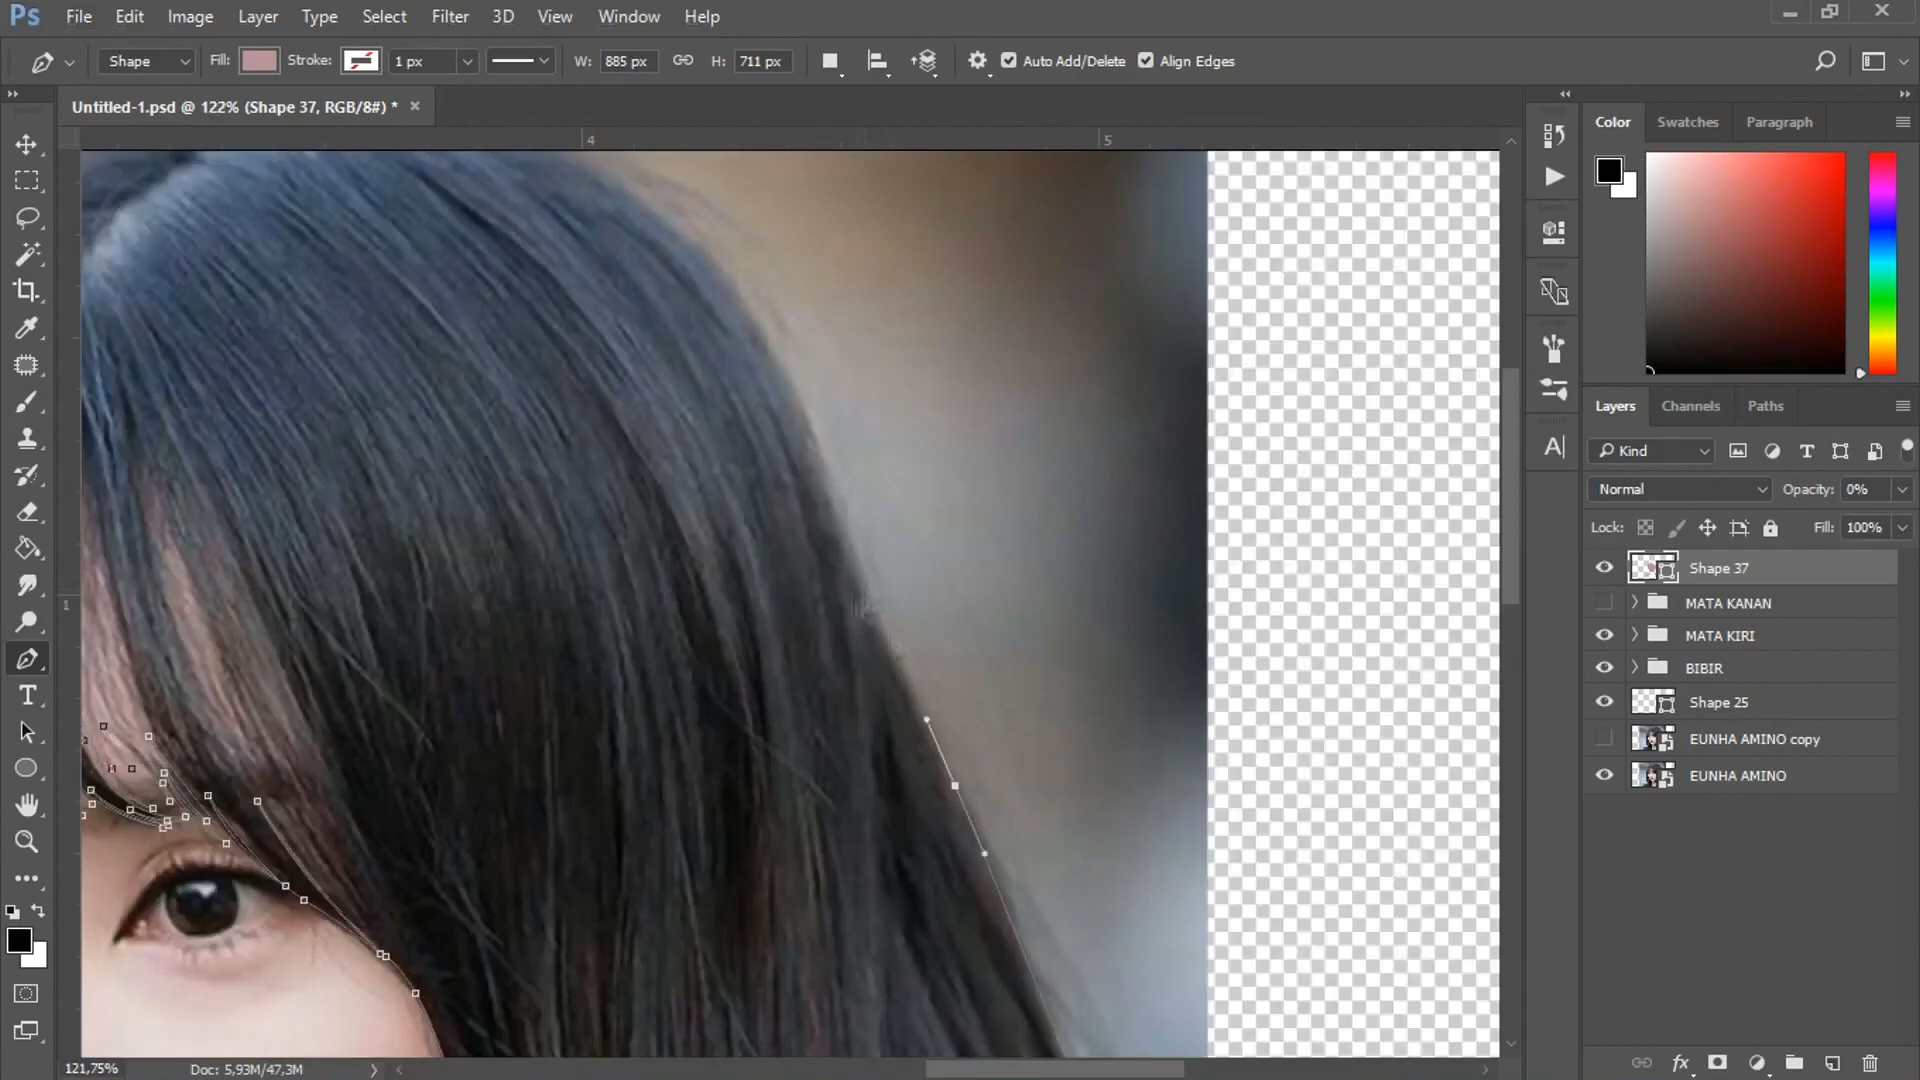 Ps File Edit Image Layer Type Select Filter 3D View Window Help
Shape Fill: Stroke: 1 px W: 885 px H: 711 px Auto Add/Delete Align Edges
Untitled-1.psd @ 122% (Shape 37, RGB/8#) *
4 5
1
Color Swatches Paragraph
Layers Channels Paths
Kind
Normal Opacity: 0%
Lock: Fill: 100%
Shape 37
MATA KANAN
MATA KIRI
BIBIR
Shape 25
EUNHA AMINO copy
EUNHA AMINO
121,75% Doc: 5,93M/47,3M